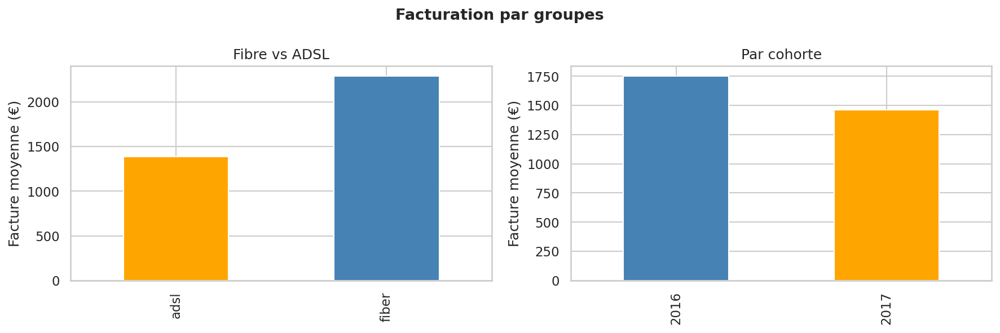 Facturation par groupes
Fibre vs ADSL
Facture moyenne (€)
2000
1500
1000
500
0
adsl
fiber
Par cohorte
Facture moyenne (€)
1750
1500
1250
1000
750
500
250
0
2016
2017